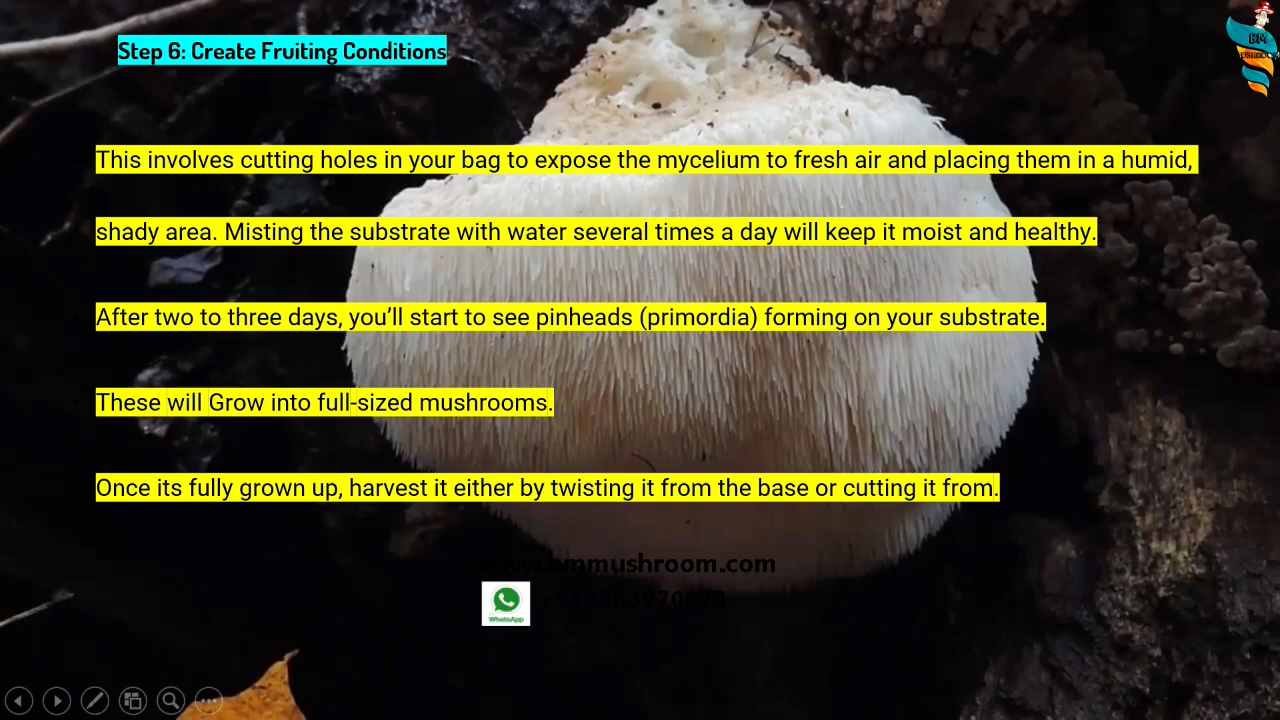 Step 6: Create Fruiting Conditions
This involves cutting holes in your bag to expose the mycelium to fresh air and placing them in a humid,
shady area. Misting the substrate with water several times a day will keep it moist and healthy.
After two to three days, you’ll start to see pinheads (primordia) forming on your substrate.
These will Grow into full-sized mushrooms.
Once its fully grown up, harvest it either by twisting it from the base or cutting it from.
www.bmmushroom.com
WhatsApp
BM